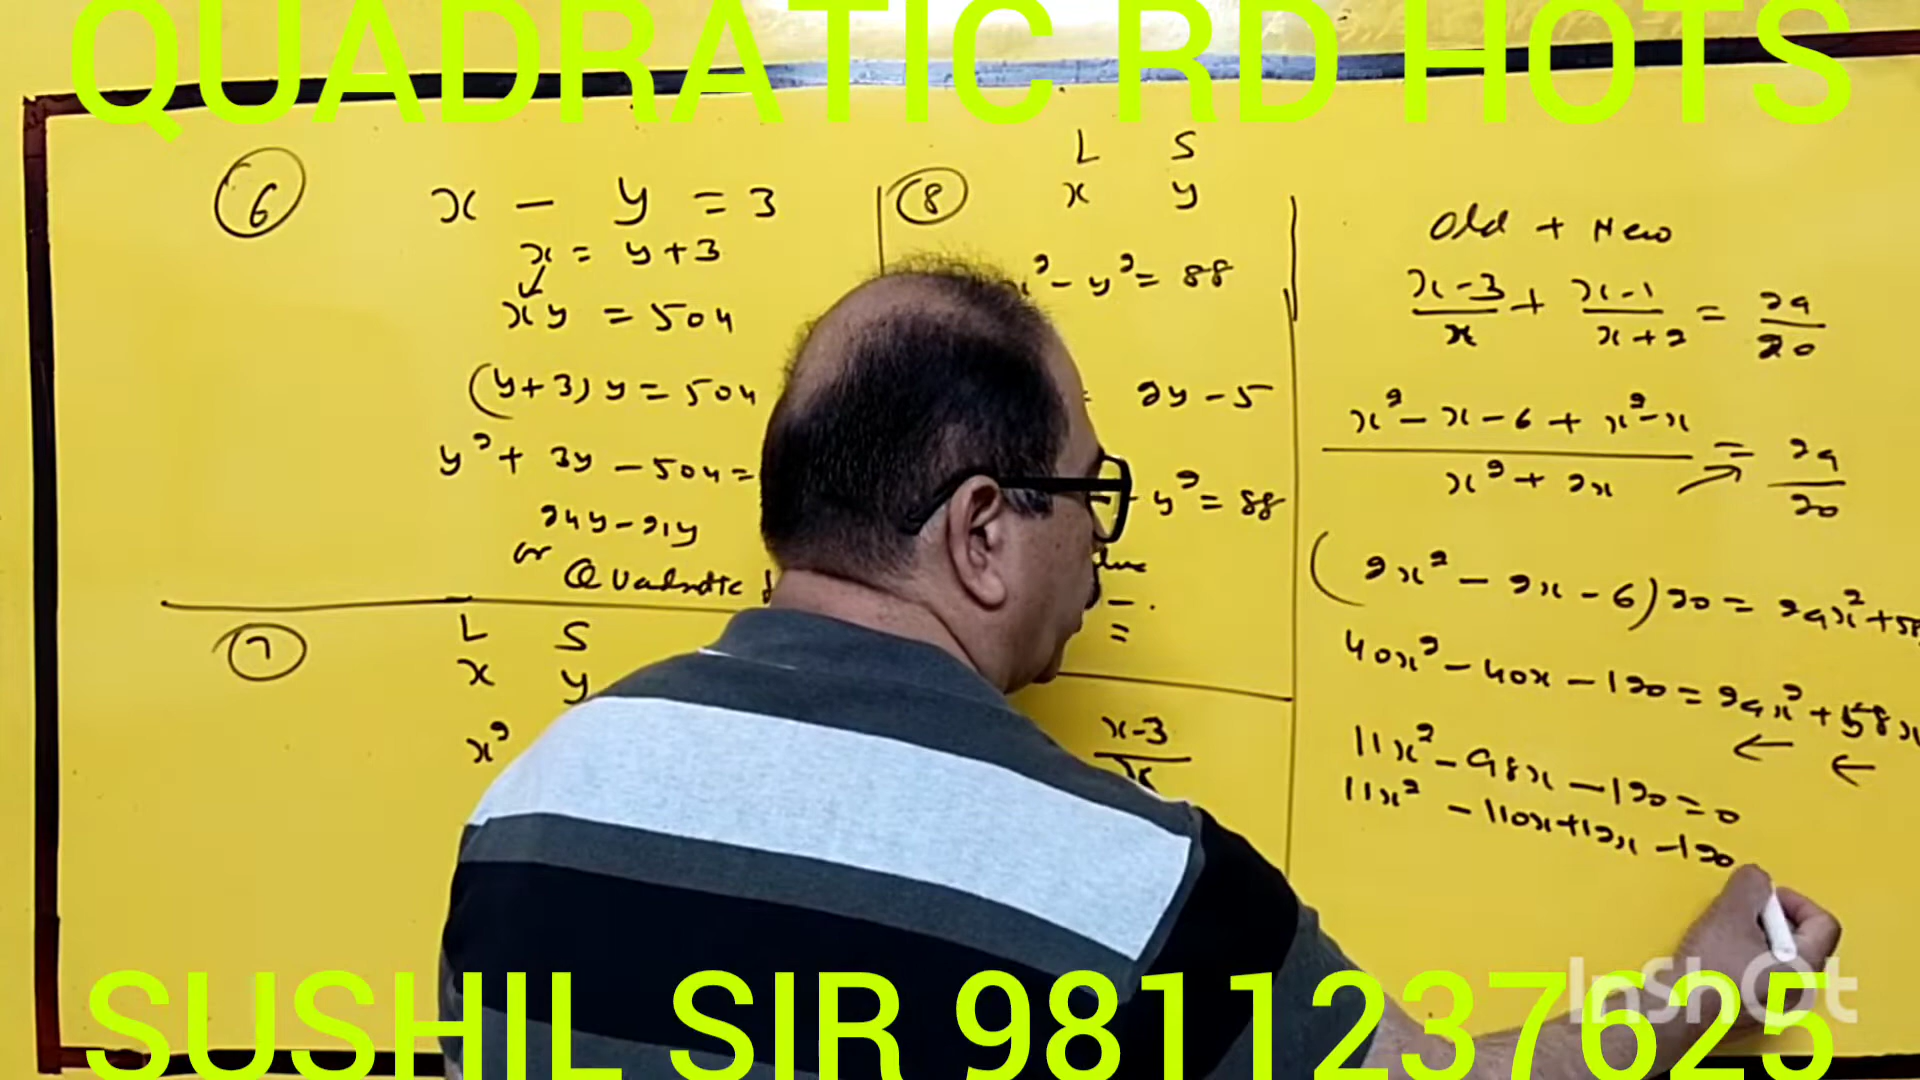 QUADRATIC RD HOTS
6
x - y = 3
x = y + 3
xy = 504
(y+3) y = 504
y² + 3y - 504 =
24y - 21y
or Quadratic
7
L S
x y
x²
8
L S
x y
² - y² = 88
2y - 5
- y² = 88
=
x-3
x
Old + New
x-3/x + x-1/x+2 = 29/20
x² - x - 6 + x² - x / x² + 2x = 29/20
(2x² - 2x - 6) 20 = 29x² + 58
40x² - 40x - 120 = 29x² + 58x
11x² - 98x - 120 = 0
11x² - 110x + 12x - 120
InShOt
SUSHIL SIR 9811237625